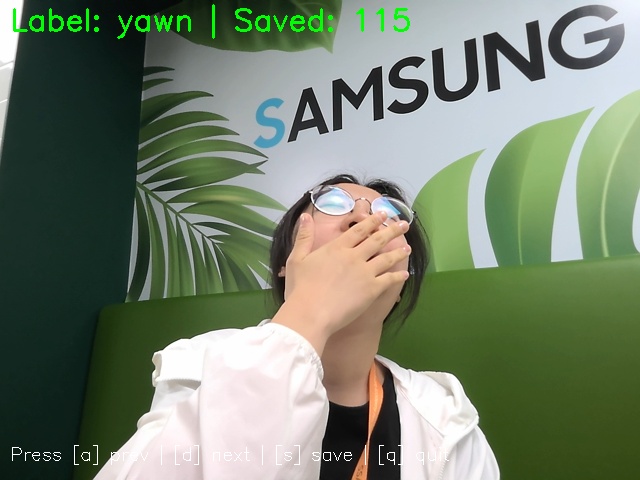 Label: yawn | Saved: 115
SAMSUNG
Press [a] prev | [d] next | [s] save | [q] quit